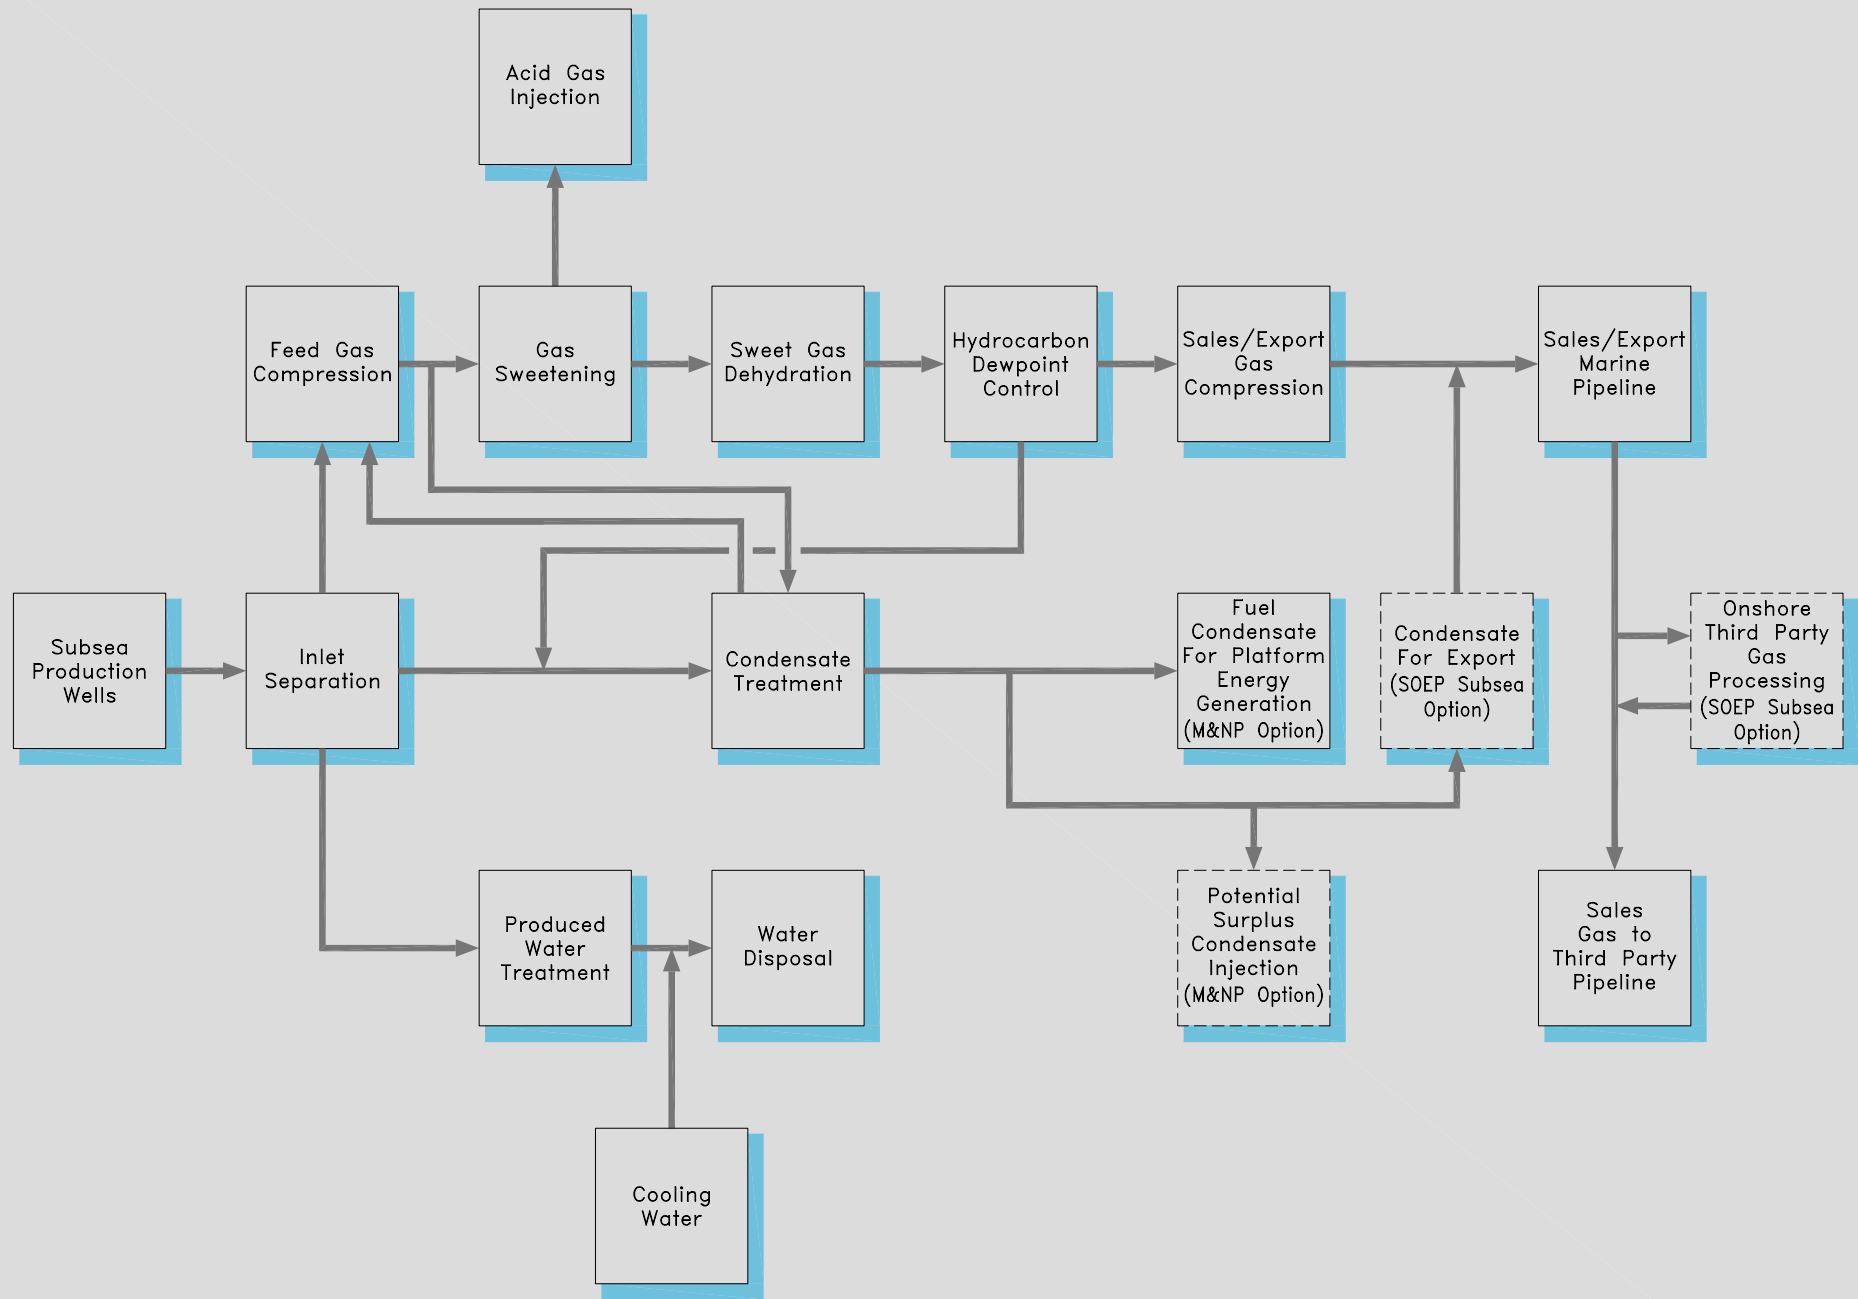 Acid Gas
Injection
Feed Gas
Compression
Gas
Sweetening
Sweet Gas
Dehydration
Hydrocarbon
Dewpoint
Control
Sales/Export
Gas
Compression
Sales/Export
Marine
Pipeline
Subsea
Production
Wells
Inlet
Separation
Condensate
Treatment
Fuel
Condensate
For Platform
Energy
Generation
(M&NP Option)
Condensate
For Export
(SOEP Subsea
Option)
Onshore
Third Party
Gas
Processing
(SOEP Subsea
Option)
Produced
Water
Treatment
Water
Disposal
Potential
Surplus
Condensate
Injection
(M&NP Option)
Sales
Gas to
Third Party
Pipeline
Cooling
Water